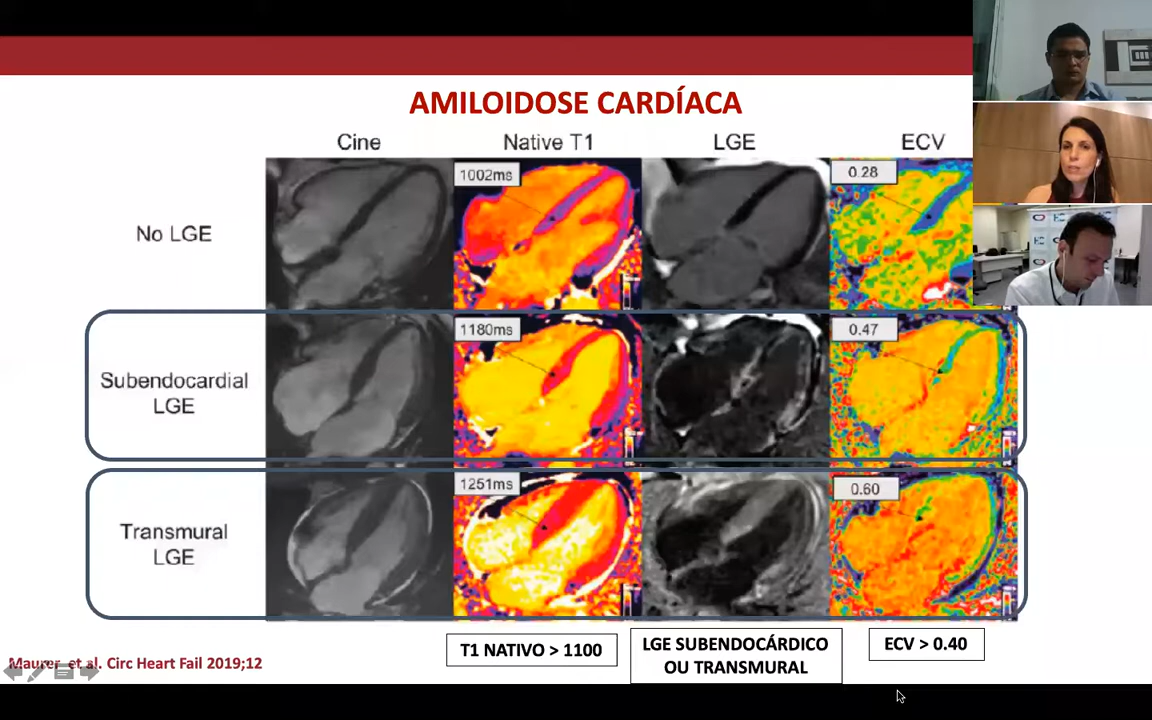 AMILOIDOSE CARDÍACA
Cine
Native T1
LGE
ECV
No LGE
1002ms
0.28
Subendocardial
LGE
1180ms
0.47
Transmural
LGE
1251ms
0.60
T1 NATIVO > 1100
LGE SUBENDOCÁRDICO
OU TRANSMURAL
ECV > 0.40
Maurer et al. Circ Heart Fail 2019;12